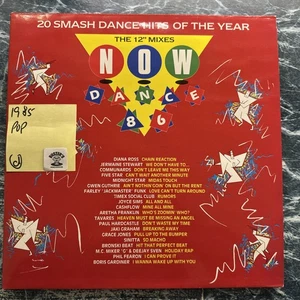 20 SMASH DANCE HITS OF THE YEAR
THE 12" MIXES
NOW
DANCE
86
1985
POP
DIANA ROSS CHAIN REACTION
JERMAINE STEWART WE DON'T HAVE TO...
COMMUNARDS DON'T LEAVE ME THIS WAY
FIVE STAR CAN'T WAIT ANOTHER MINUTE
MIDNIGHT STAR MIDAS TOUCH
GWEN GUTHRIE AIN'T NOTHIN' GOIN' ON BUT THE RENT
FARLEY 'JACKMASTER' FUNK LOVE CAN'T TURN AROUND
TIMEX SOCIAL CLUB RUMORS
JOYCE SIMS ALL AND ALL
CASHFLOW MINE ALL MINE
ARETHA FRANKLIN WHO'S ZOOMIN' WHO?
TAVARES HEAVEN MUST BE MISSING AN ANGEL
PAUL HARDCASTLE DON'T WASTE MY TIME
JAKI GRAHAM BREAKING AWAY
GRACE JONES PULL UP TO THE BUMPER
SINITTA SO MACHO
BRONSKI BEAT HIT THAT PERFECT BEAT
M.C. MIKER 'G' & DEEJAY SVEN HOLIDAY RAP
PHIL FEARON I CAN PROVE IT
BORIS GARDINER I WANNA WAKE UP WITH YOU